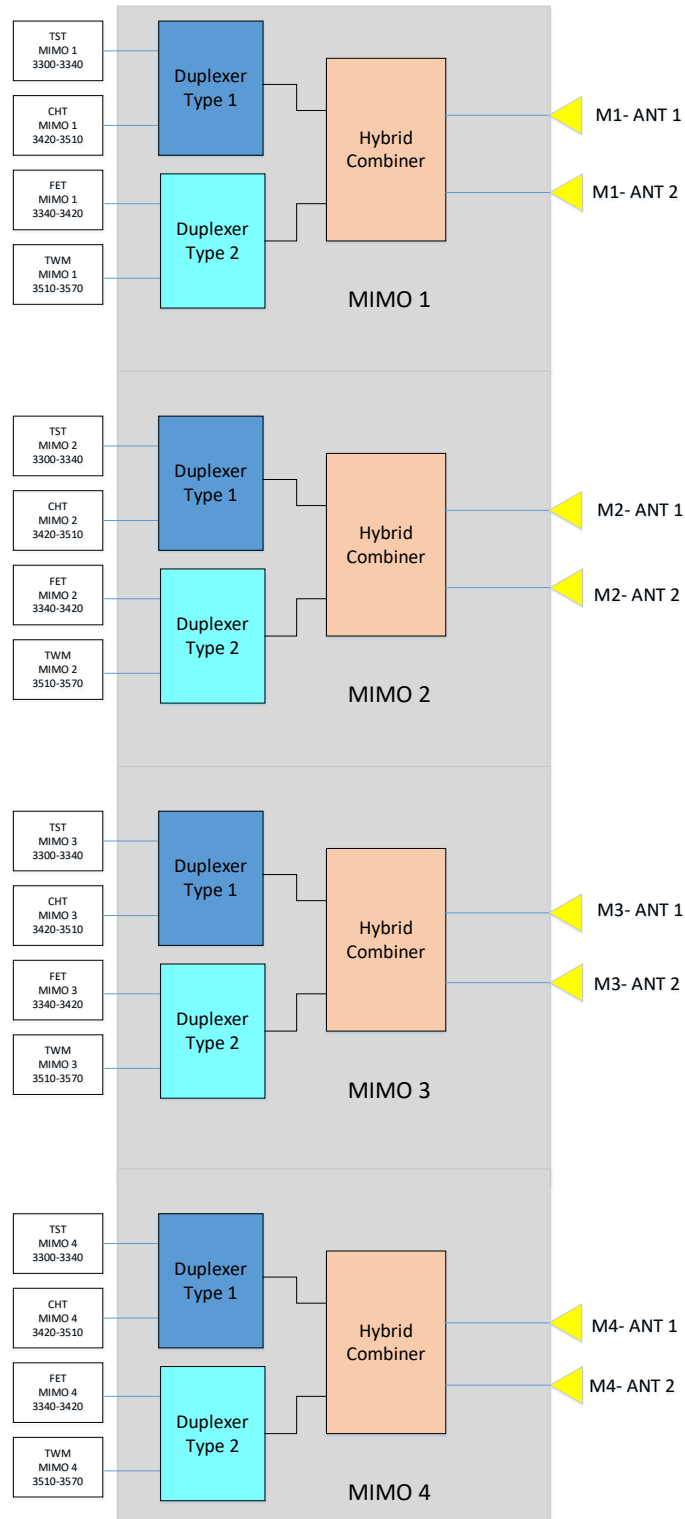 TST
MIMO 1
3300-3340
CHT
MIMO 1
3420-3510
FET
MIMO 1
3340-3420
TWM
MIMO 1
3510-3570
Duplexer
Type 1
Duplexer
Type 2
Hybrid
Combiner
MIMO 1
M1- ANT 1
M1- ANT 2
TST
MIMO 2
3300-3340
CHT
MIMO 2
3420-3510
FET
MIMO 2
3340-3420
TWM
MIMO 2
3510-3570
Duplexer
Type 1
Duplexer
Type 2
Hybrid
Combiner
MIMO 2
M2- ANT 1
M2- ANT 2
TST
MIMO 3
3300-3340
CHT
MIMO 3
3420-3510
FET
MIMO 3
3340-3420
TWM
MIMO 3
3510-3570
Duplexer
Type 1
Duplexer
Type 2
Hybrid
Combiner
MIMO 3
M3- ANT 1
M3- ANT 2
TST
MIMO 4
3300-3340
CHT
MIMO 4
3420-3510
FET
MIMO 4
3340-3420
TWM
MIMO 4
3510-3570
Duplexer
Type 1
Duplexer
Type 2
Hybrid
Combiner
MIMO 4
M4- ANT 1
M4- ANT 2